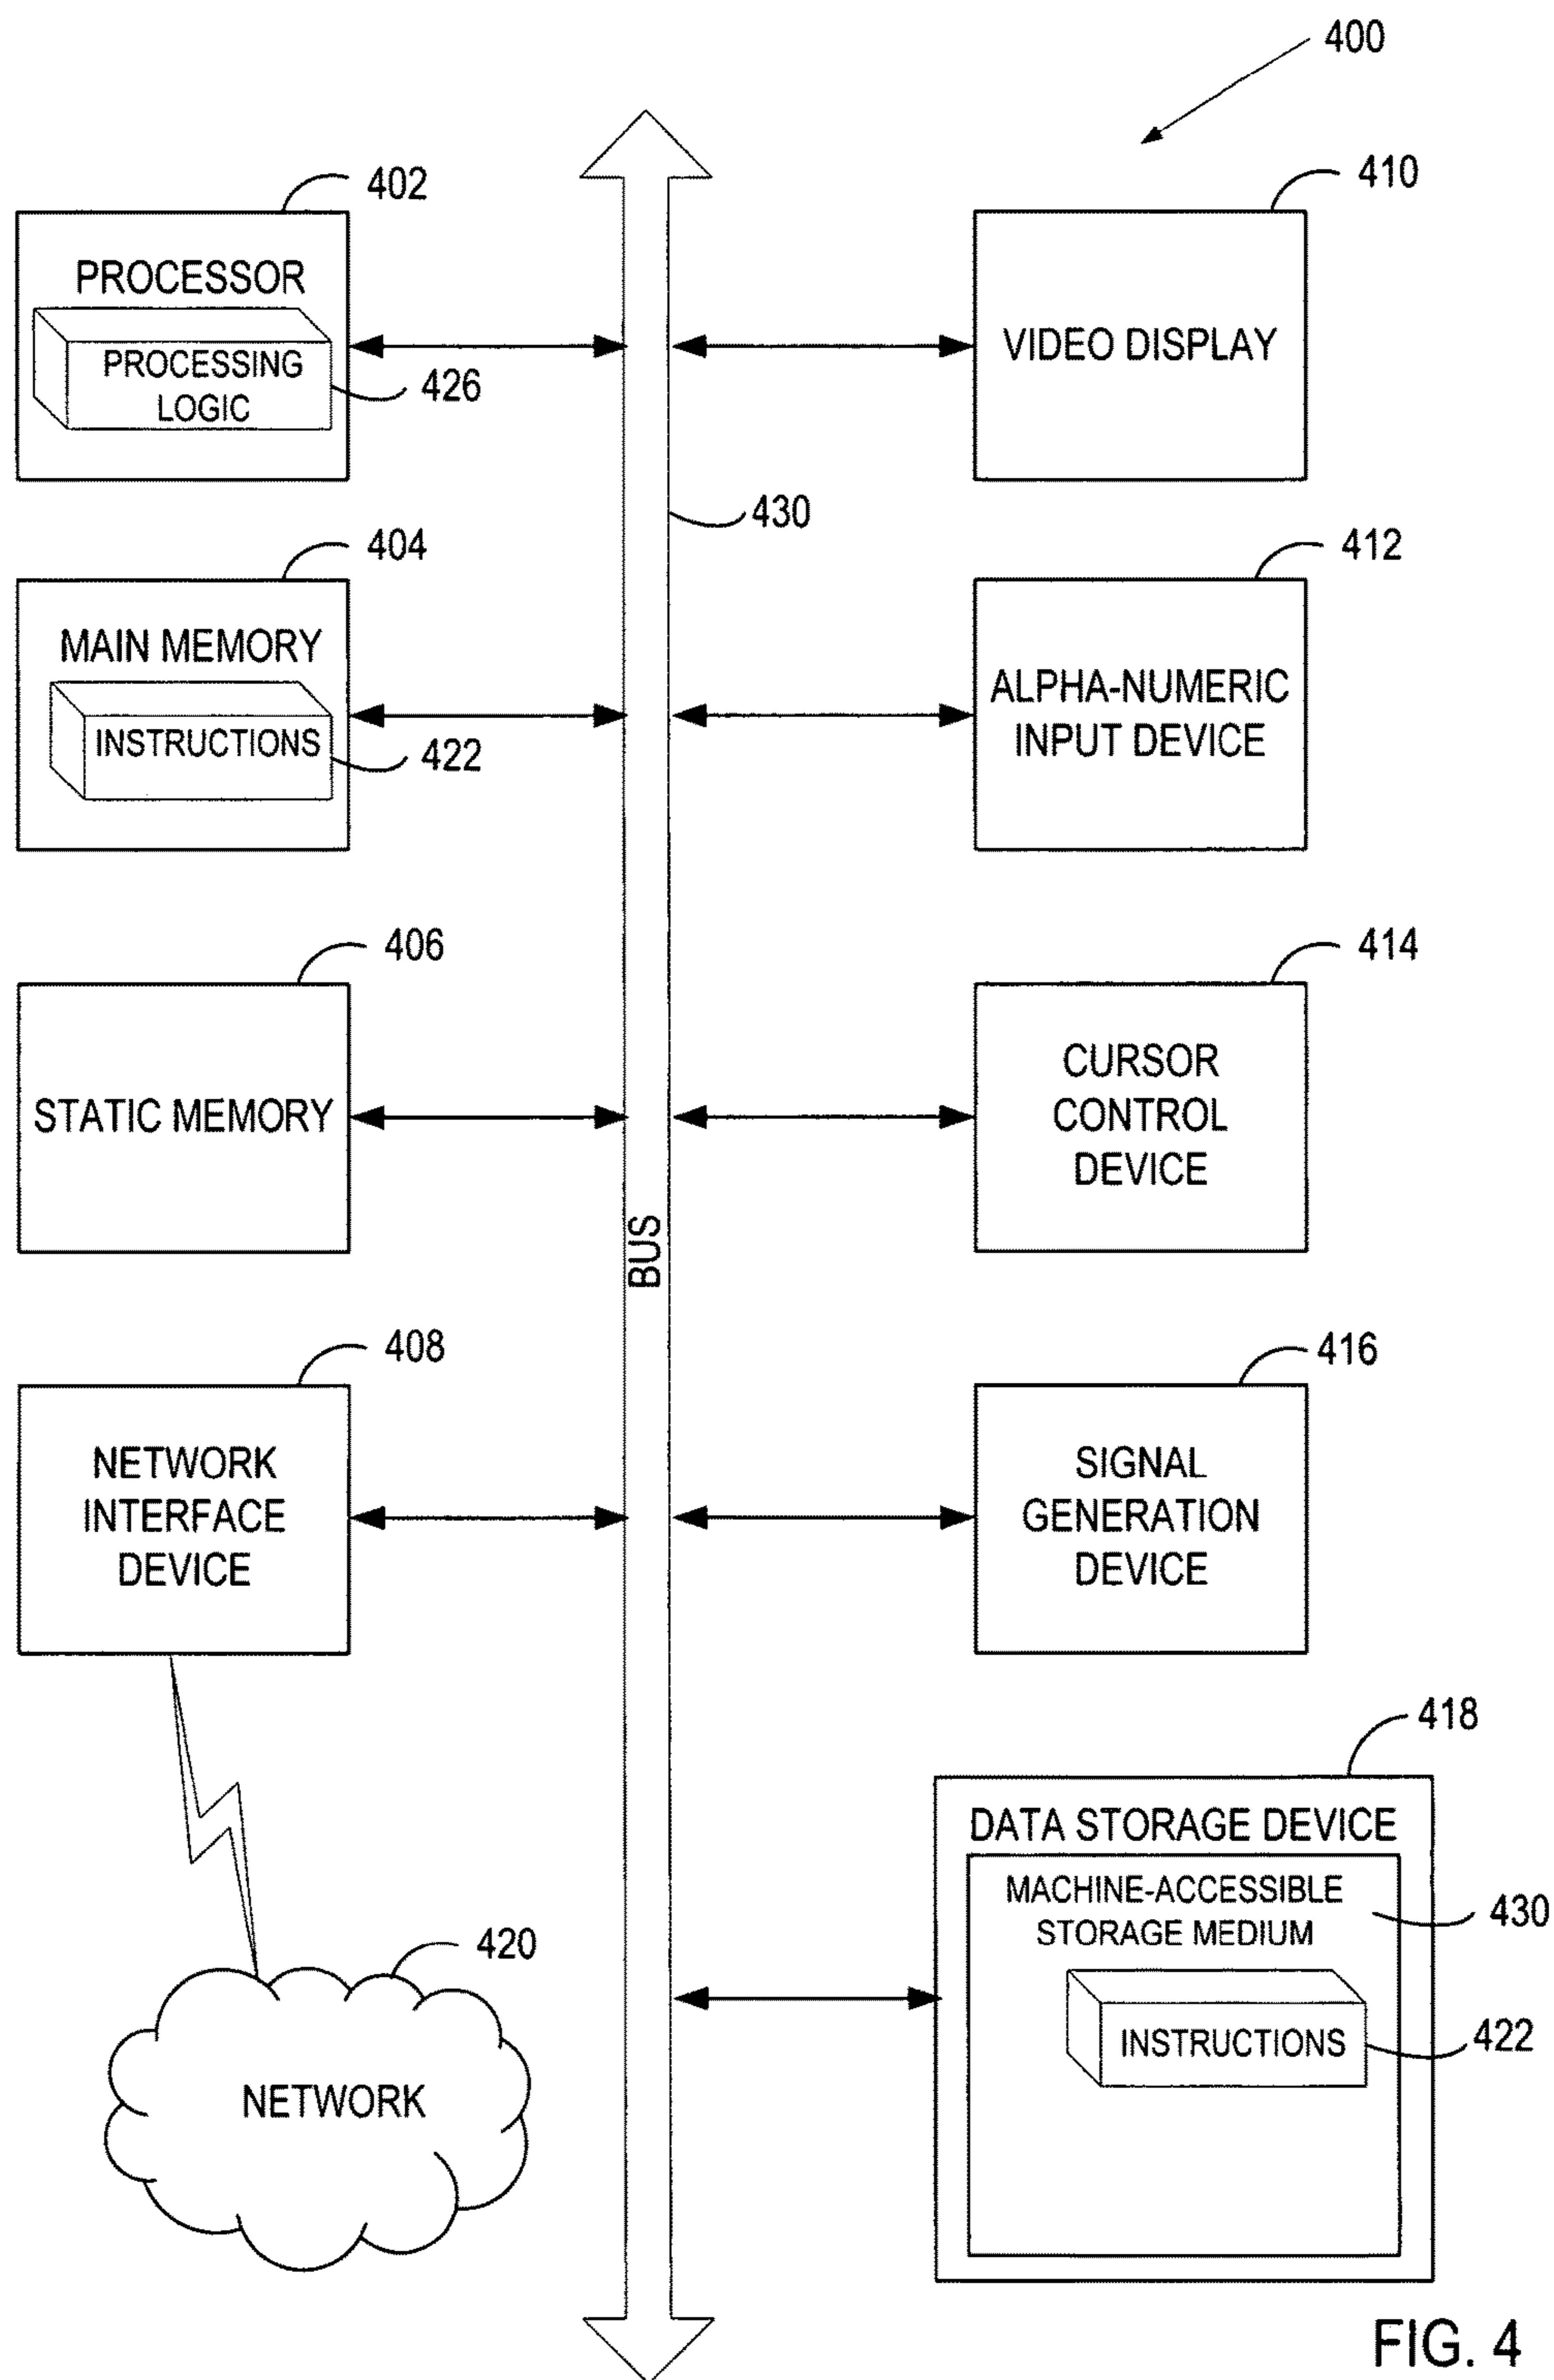 400
402
PROCESSOR
PROCESSING
LOGIC
426
410
VIDEO DISPLAY
430
404
MAIN MEMORY
INSTRUCTIONS
422
412
ALPHA-NUMERIC
INPUT DEVICE
406
STATIC MEMORY
414
CURSOR
CONTROL
DEVICE
BUS
408
NETWORK
INTERFACE
DEVICE
416
SIGNAL
GENERATION
DEVICE
418
DATA STORAGE DEVICE
MACHINE-ACCESSIBLE
STORAGE MEDIUM
430
INSTRUCTIONS
422
420
NETWORK
FIG. 4